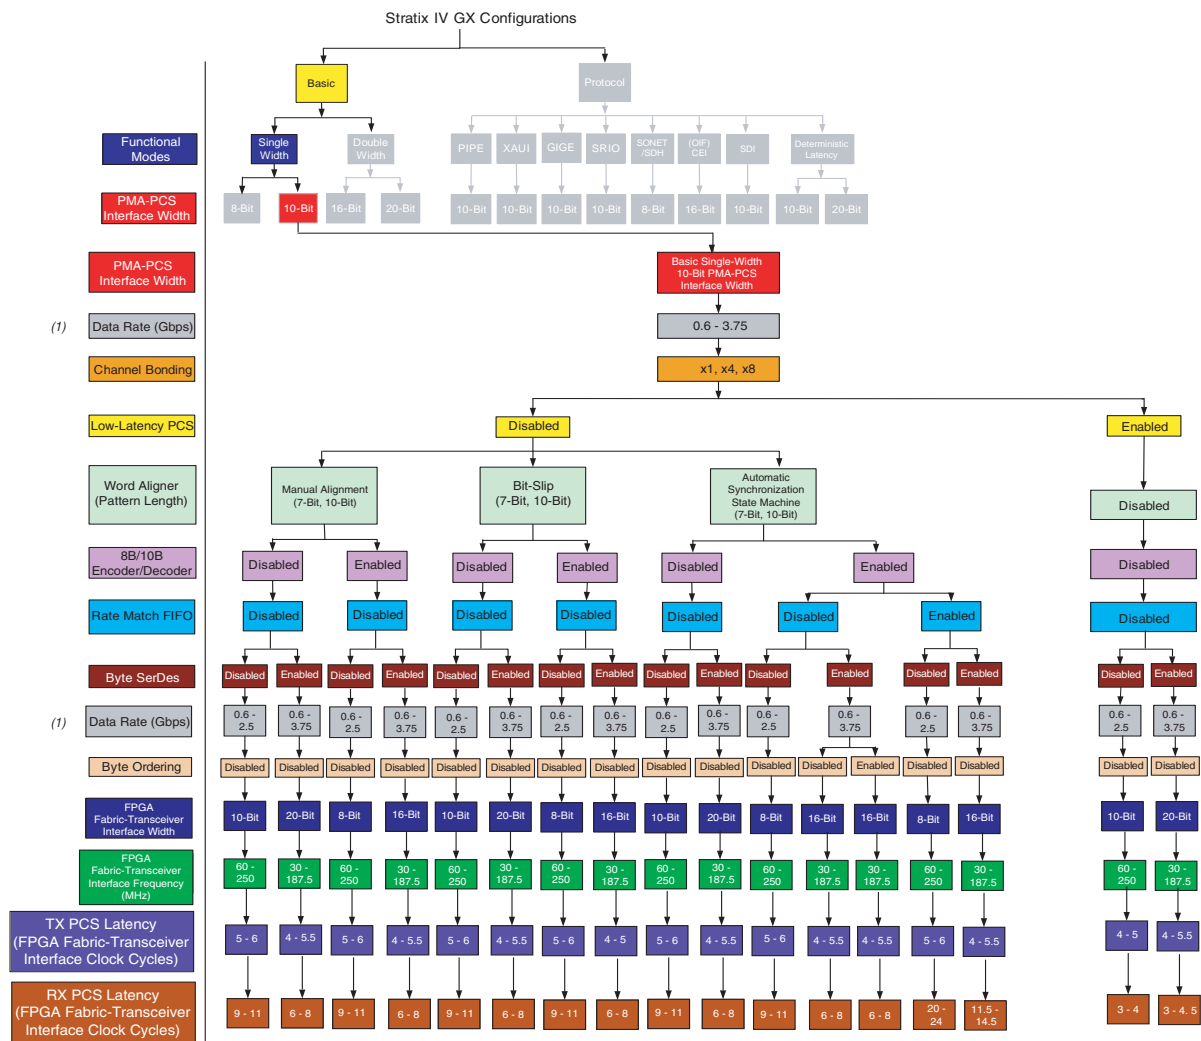 Stratix IV GX Configurations
Basic
Protocol
Functional
Modes
Single
Width
Double
Width
PIPE
XAUI
GIGE
SRIO
SONET
/SDH
(OIF)
CEI
SDI
Deterministic
Latency
PMA-PCS
Interface Width
8-Bit
10-Bit
16-Bit
20-Bit
10-Bit
10-Bit
10-Bit
10-Bit
8-Bit
16-Bit
10-Bit
10-Bit
20-Bit
PMA-PCS
Interface Width
Basic Single-Width
10-Bit PMA-PCS
Interface Width
(1)
Data Rate (Gbps)
0.6 - 3.75
Channel Bonding
x1, x4, x8
Low-Latency PCS
Disabled
Enabled
Word Aligner
(Pattern Length)
Manual Alignment
(7-Bit, 10-Bit)
Bit-Slip
(7-Bit, 10-Bit)
Automatic
Synchronization
State Machine
(7-Bit, 10-Bit)
Disabled
8B/10B
Encoder/Decoder
Disabled
Enabled
Disabled
Enabled
Disabled
Enabled
Disabled
Rate Match FIFO
Disabled
Disabled
Disabled
Disabled
Disabled
Disabled
Enabled
Disabled
Byte SerDes
Disabled
Enabled
Disabled
Enabled
Disabled
Enabled
Disabled
Enabled
Disabled
Enabled
Disabled
Enabled
Disabled
Enabled
Disabled
Enabled
(1)
Data Rate (Gbps)
0.6 -
2.5
0.6 -
3.75
0.6 -
2.5
0.6 -
3.75
0.6 -
2.5
0.6 -
3.75
0.6 -
2.5
0.6 -
3.75
0.6 -
2.5
0.6 -
3.75
0.6 -
2.5
0.6 -
3.75
0.6 -
2.5
0.6 -
3.75
0.6 -
2.5
0.6 -
3.75
Byte Ordering
Disabled
Disabled
Disabled
Disabled
Disabled
Disabled
Disabled
Disabled
Disabled
Disabled
Disabled
Disabled
Enabled
Disabled
Disabled
Disabled
Disabled
FPGA
Fabric-Transceiver
Interface Width
10-Bit
20-Bit
8-Bit
16-Bit
10-Bit
20-Bit
8-Bit
16-Bit
10-Bit
20-Bit
8-Bit
16-Bit
16-Bit
8-Bit
16-Bit
10-Bit
20-Bit
FPGA
Fabric-Transceiver
Interface Frequency
(MHz)
60 -
250
30 -
187.5
60 -
250
30 -
187.5
60 -
250
30 -
187.5
60 -
250
30 -
187.5
60 -
250
30 -
187.5
60 -
250
30 -
187.5
30 -
187.5
60 -
250
30 -
187.5
60 -
250
30 -
187.5
TX PCS Latency
(FPGA Fabric-Transceiver
Interface Clock Cycles)
5 - 6
4 - 5.5
5 - 6
4 - 5.5
5 - 6
4 - 5.5
5 - 6
4 - 5
5 - 6
4 - 5.5
5 - 6
4 - 5.5
4 - 5.5
5 - 6
4 - 5.5
4 - 5
4 - 5.5
RX PCS Latency
(FPGA Fabric-Transceiver
Interface Clock Cycles)
9 - 11
6 - 8
9 - 11
6 - 8
9 - 11
6 - 8
9 - 11
6 - 8
9 - 11
6 - 8
9 - 11
6 - 8
6 - 8
20 -
24
11.5 -
14.5
3 - 4
3 - 4. 5